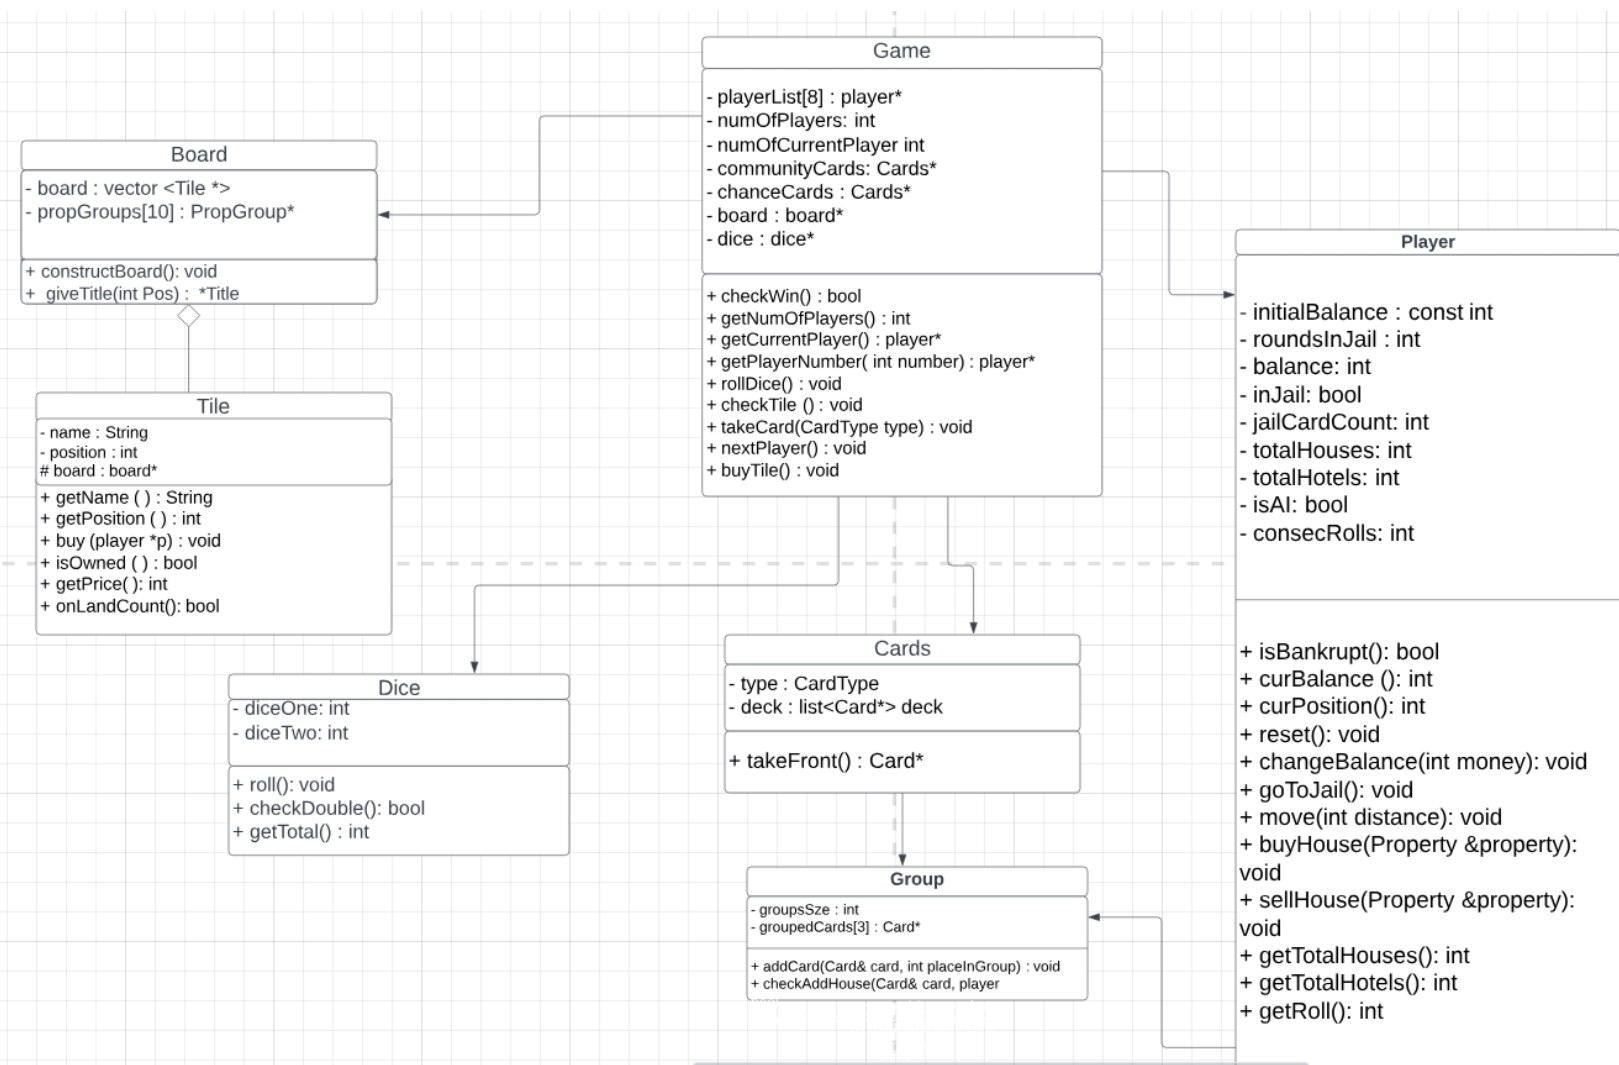 Game
- playerList[8] : player*
- numOfPlayers: int
- numOfCurrentPlayer int
- communityCards: Cards*
- chanceCards : Cards*
- board : board*
- dice : dice*
+ checkWin() : bool
+ getNumOfPlayers() : int
+ getCurrentPlayer() : player*
+ getPlayerNumber( int number) : player*
+ rollDice() : void
+ checkTile () : void
+ takeCard(CardType type) : void
+ nextPlayer() : void
+ buyTile() : void
Board
- board : vector <Tile *>
- propGroups[10] : PropGroup*
+ constructBoard(): void
+ giveTitle(int Pos) : *Title
Tile
- name : String
- position : int
# board : board*
+ getName ( ) : String
+ getPosition ( ) : int
+ buy (player *p) : void
+ isOwned ( ) : bool
+ getPrice( ): int
+ onLandCount(): bool
Dice
- diceOne: int
- diceTwo: int
+ roll(): void
+ checkDouble(): bool
+ getTotal() : int
Cards
- type : CardType
- deck : list<Card*> deck
+ takeFront() : Card*
Group
- groupsSze : int
- groupedCards[3] : Card*
+ addCard(Card& card, int placeInGroup) : void
+ checkAddHouse(Card& card, player
Player
- initialBalance : const int
- roundsInJail : int
- balance: int
- inJail: bool
- jailCardCount: int
- totalHouses: int
- totalHotels: int
- isAI: bool
- consecRolls: int
+ isBankrupt(): bool
+ curBalance (): int
+ curPosition(): int
+ reset(): void
+ changeBalance(int money): void
+ goToJail(): void
+ move(int distance): void
+ buyHouse(Property &property):
void
+ sellHouse(Property &property):
void
+ getTotalHouses(): int
+ getTotalHotels(): int
+ getRoll(): int